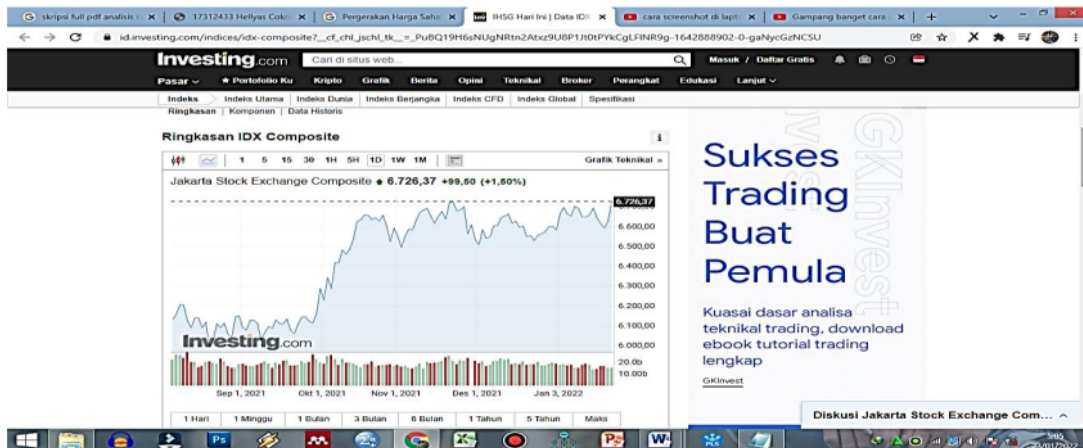 skripsi full pdf analisis s
17312433 Hellyas Cokro
Pergerakan Harga Saha
IHSG Hari Ini | Data IDX
cara screenshot di lapt
Gampang banget cara
id.investing.com/indices/idx-composite?__cf_chl_jschl_tk__=_PuBQ19H6sNUgNRtn2Atxz9U8P1Jt0tPYkCgLFlNR9g-1642888902-0-gaNycGzNCSU
Investing.com
Cari di situs web...
Masuk / Daftar Gratis
Pasar
Portofolio Ku
Kripto
Grafik
Berita
Opini
Teknikal
Broker
Perangkat
Edukasi
Lanjut
Indeks
Indeks Utama
Indeks Dunia
Indeks Berjangka
Indeks CFD
Indeks Global
Spesifikasi
Ringkasan
Komponen
Data Historis
Ringkasan IDX Composite
1 5 15 30 1H 5H 1D 1W 1M
Grafik Teknikal »
Jakarta Stock Exchange Composite 6.726,37 +99,50 (+1,50%)
6.726,37
6.600,00
6.500,00
6.400,00
6.300,00
6.200,00
6.100,00
6.000,00
Investing.com
20.0b
10.00b
Sep 1, 2021
Okt 1, 2021
Nov 1, 2021
Des 1, 2021
Jan 3, 2022
1 Hari
1 Minggu
1 Bulan
3 Bulan
6 Bulan
1 Tahun
5 Tahun
Maks
Sukses
Trading
Buat
Pemula
Kuasai dasar analisa
teknikal trading, download
ebook tutorial trading
lengkap
GKInvest
GKInvest
Diskusi Jakarta Stock Exchange Com...